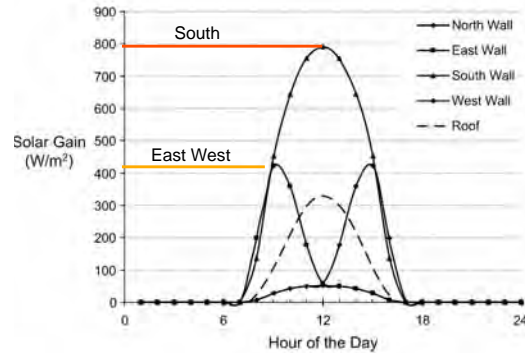 900
800
700
600
500
400
300
200
100
0
Solar Gain
(W/m²)
South
East West
North Wall
East Wall
South Wall
West Wall
Roof
0
6
12
18
24
Hour of the Day